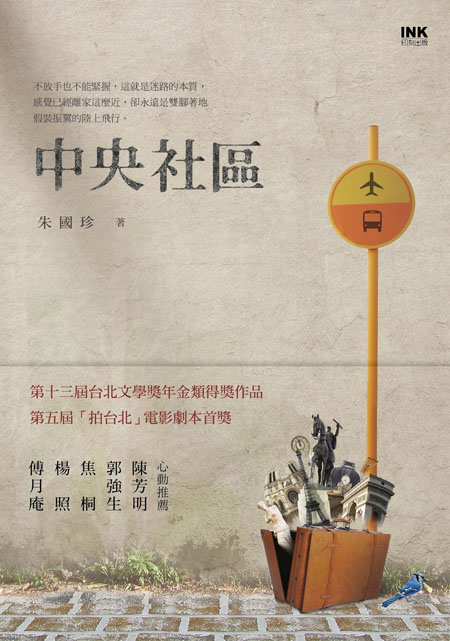 INK
印刻出版
不放手也不能緊握，這就是迷路的本質，
感覺已經離家這麼近，卻永遠是雙腳著地
假裝振翼的陸上飛行。
中央社區
朱國珍 著
第十三屆台北文學獎年金類得獎作品
第五屆「拍台北」電影劇本首獎
心動推薦
陳芳明
郭強生
焦桐
楊照
傅月庵